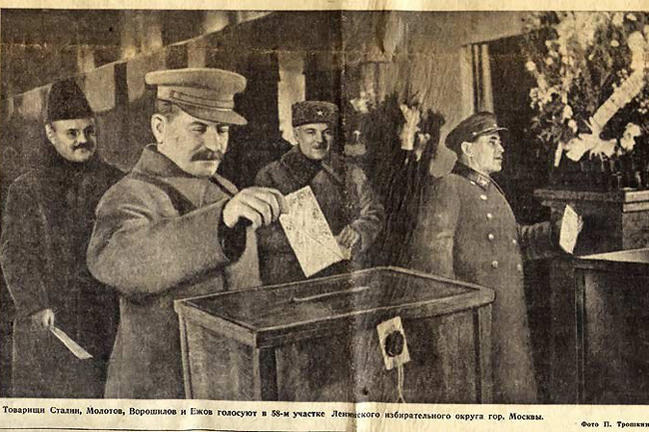 Товарищи Сталин, Молотов, Ворошилов и Ежов голосуют в 58-м участке Ленинского избирательного округа гор. Москвы.
Фото П. Трошкин